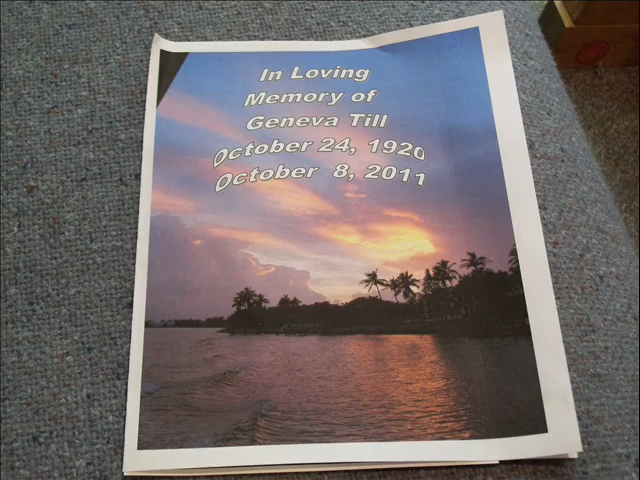 In Loving
Memory of
Geneva Till
October 24, 1920
October 8, 2011